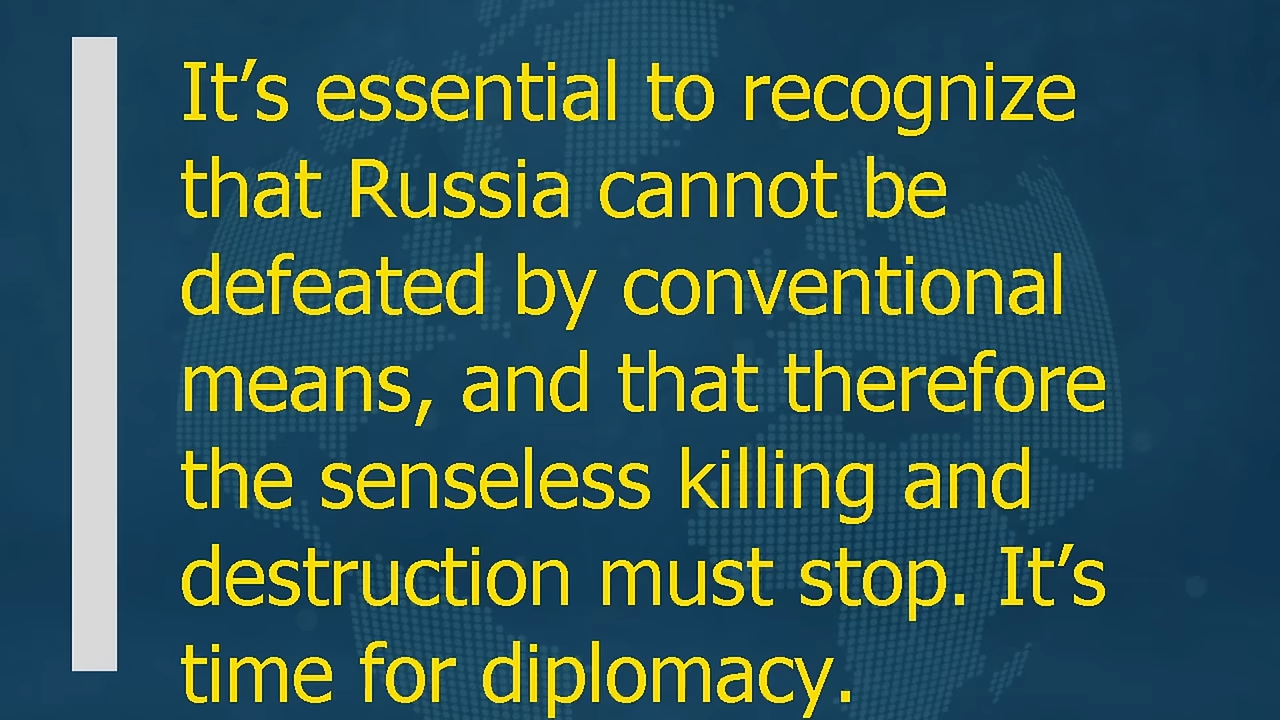 It’s essential to recognize
that Russia cannot be
defeated by conventional
means, and that therefore
the senseless killing and
destruction must stop. It’s
time for diplomacy.